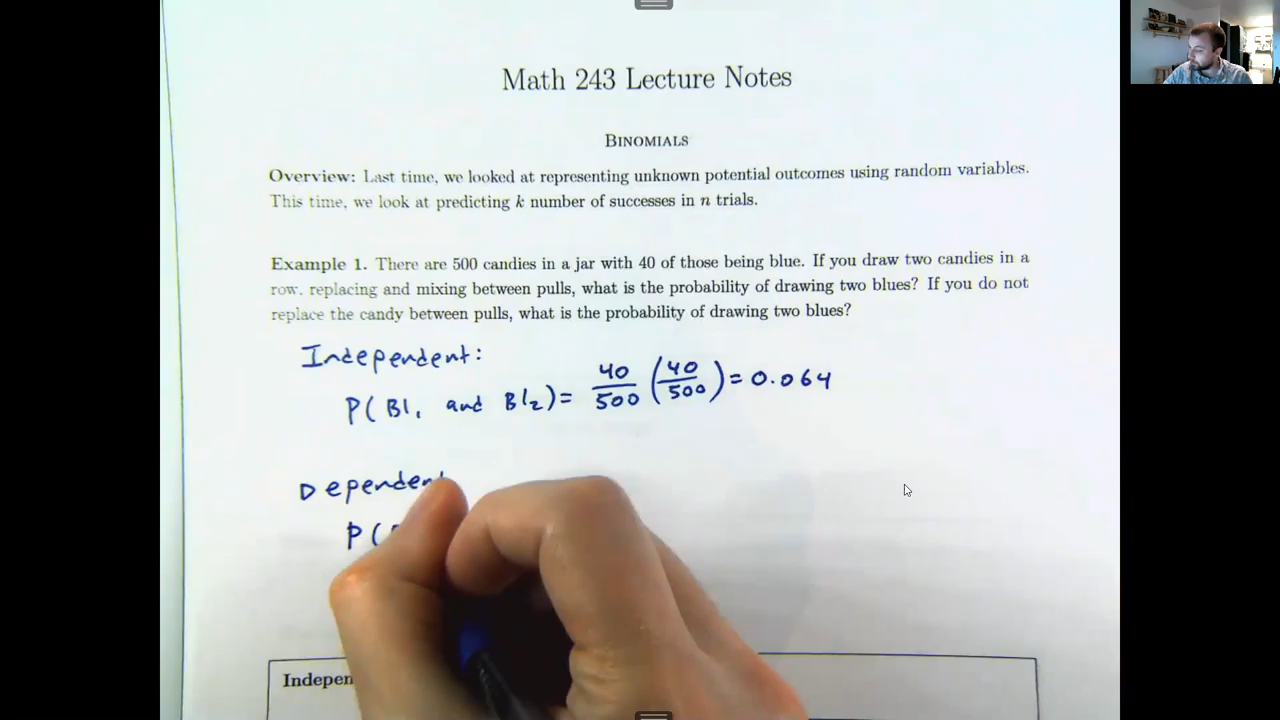 Math 243 Lecture Notes
BINOMIALS
Overview: Last time, we looked at representing unknown potential outcomes using random variables.
This time, we look at predicting k number of successes in n trials.
Example 1. There are 500 candies in a jar with 40 of those being blue. If you draw two candies in a
row, replacing and mixing between pulls, what is the probability of drawing two blues? If you do not
replace the candy between pulls, what is the probability of drawing two blues?
Independent:
P(Bl₁ and Bl₂) = 40/500 (40/500) = 0.064
Dependent
P(
Indepen